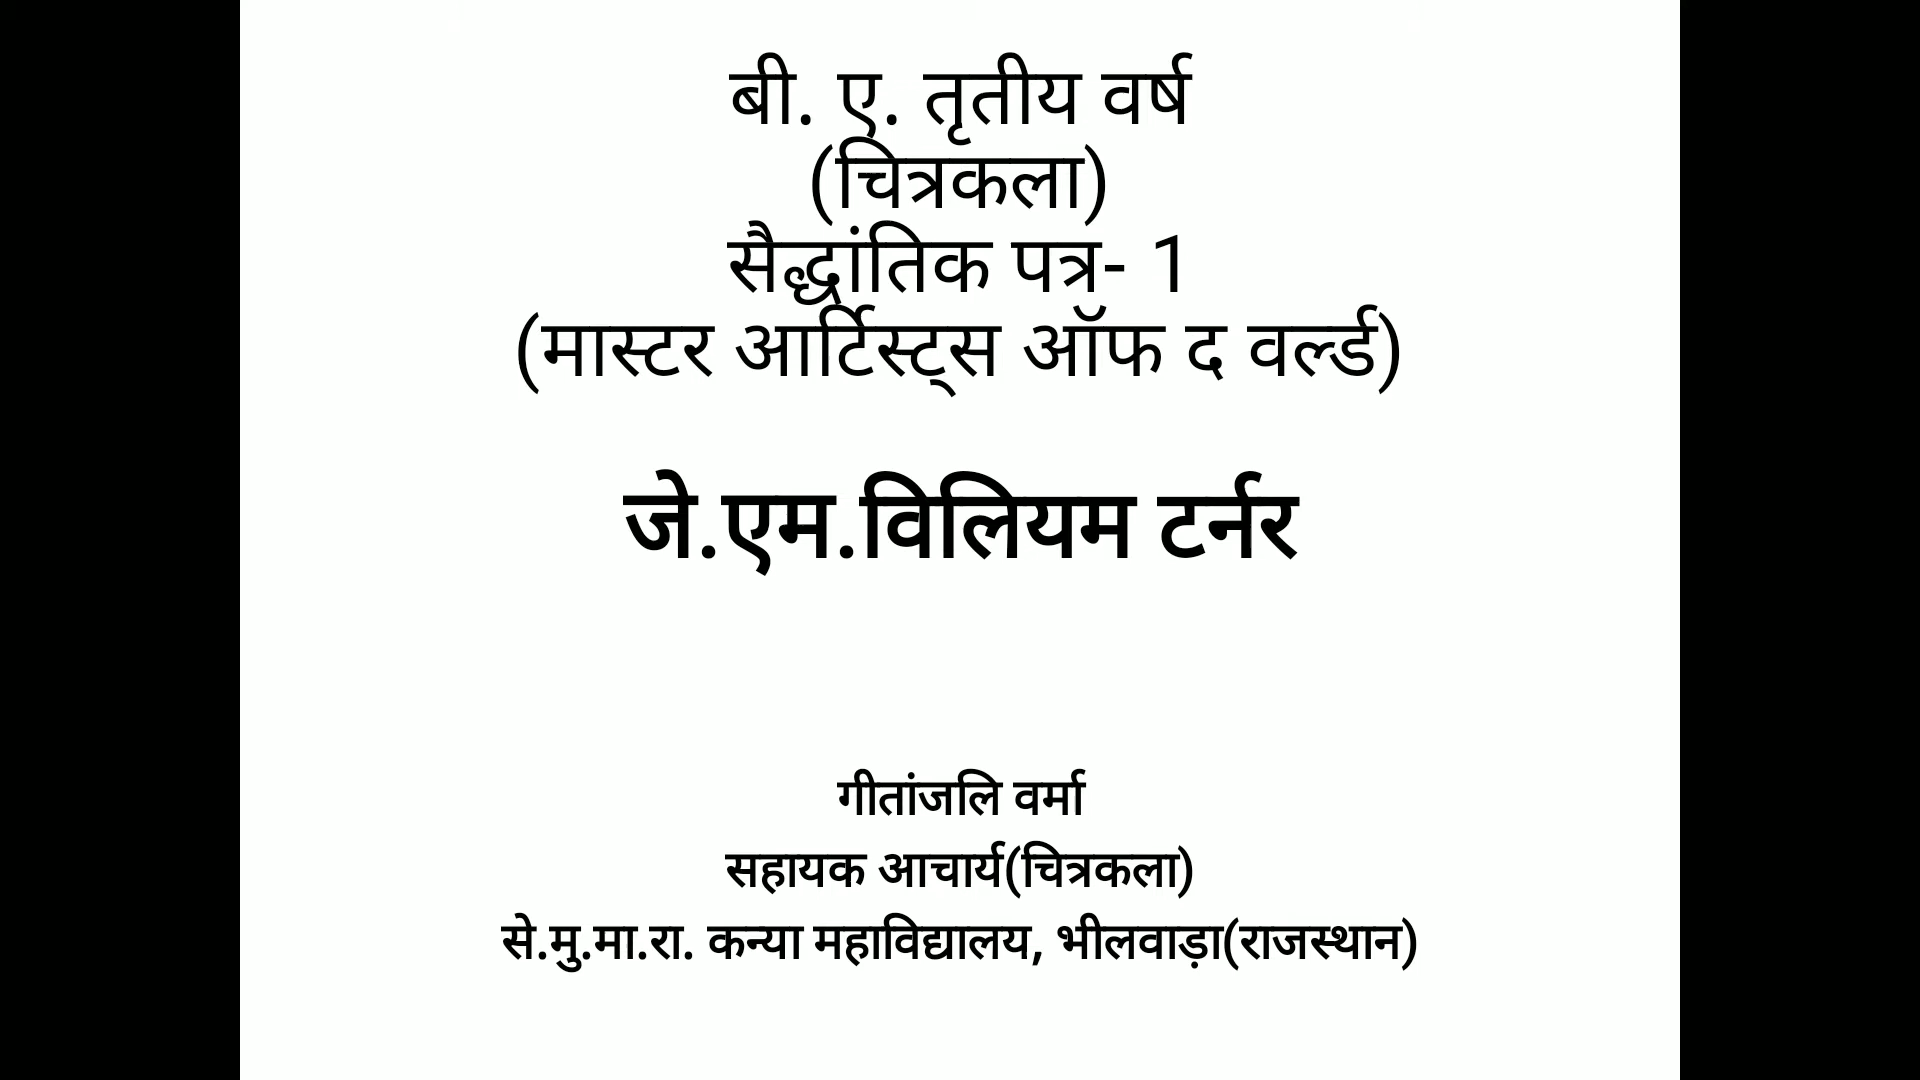 बी. ए. तृतीय वर्ष
(चित्रकला)
सैद्धांतिक पत्र- 1
(मास्टर आर्टिस्ट्स ऑफ द वर्ल्ड)
जे.एम.विलियम टर्नर
गीतांजलि वर्मा
सहायक आचार्य(चित्रकला)
से.मु.मा.रा. कन्या महाविद्यालय, भीलवाड़ा(राजस्थान)